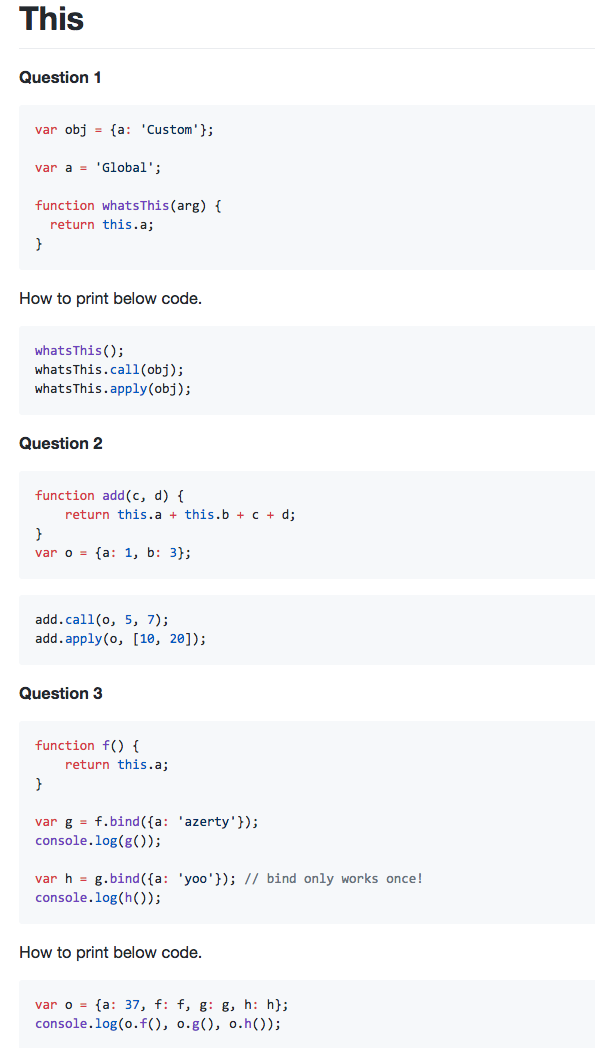 This
Question 1
var obj = {a: 'Custom'};
var a = 'Global';
function whatsThis(arg) {
  return this.a;
}
How to print below code.
whatsThis();
whatsThis.call(obj);
whatsThis.apply(obj);
Question 2
function add(c, d) {
    return this.a + this.b + c + d;
}
var o = {a: 1, b: 3};
add.call(o, 5, 7);
add.apply(o, [10, 20]);
Question 3
function f() {
    return this.a;
}
var g = f.bind({a: 'azerty'});
console.log(g());
var h = g.bind({a: 'yoo'}); // bind only works once!
console.log(h());
How to print below code.
var o = {a: 37, f: f, g: g, h: h};
console.log(o.f(), o.g(), o.h());